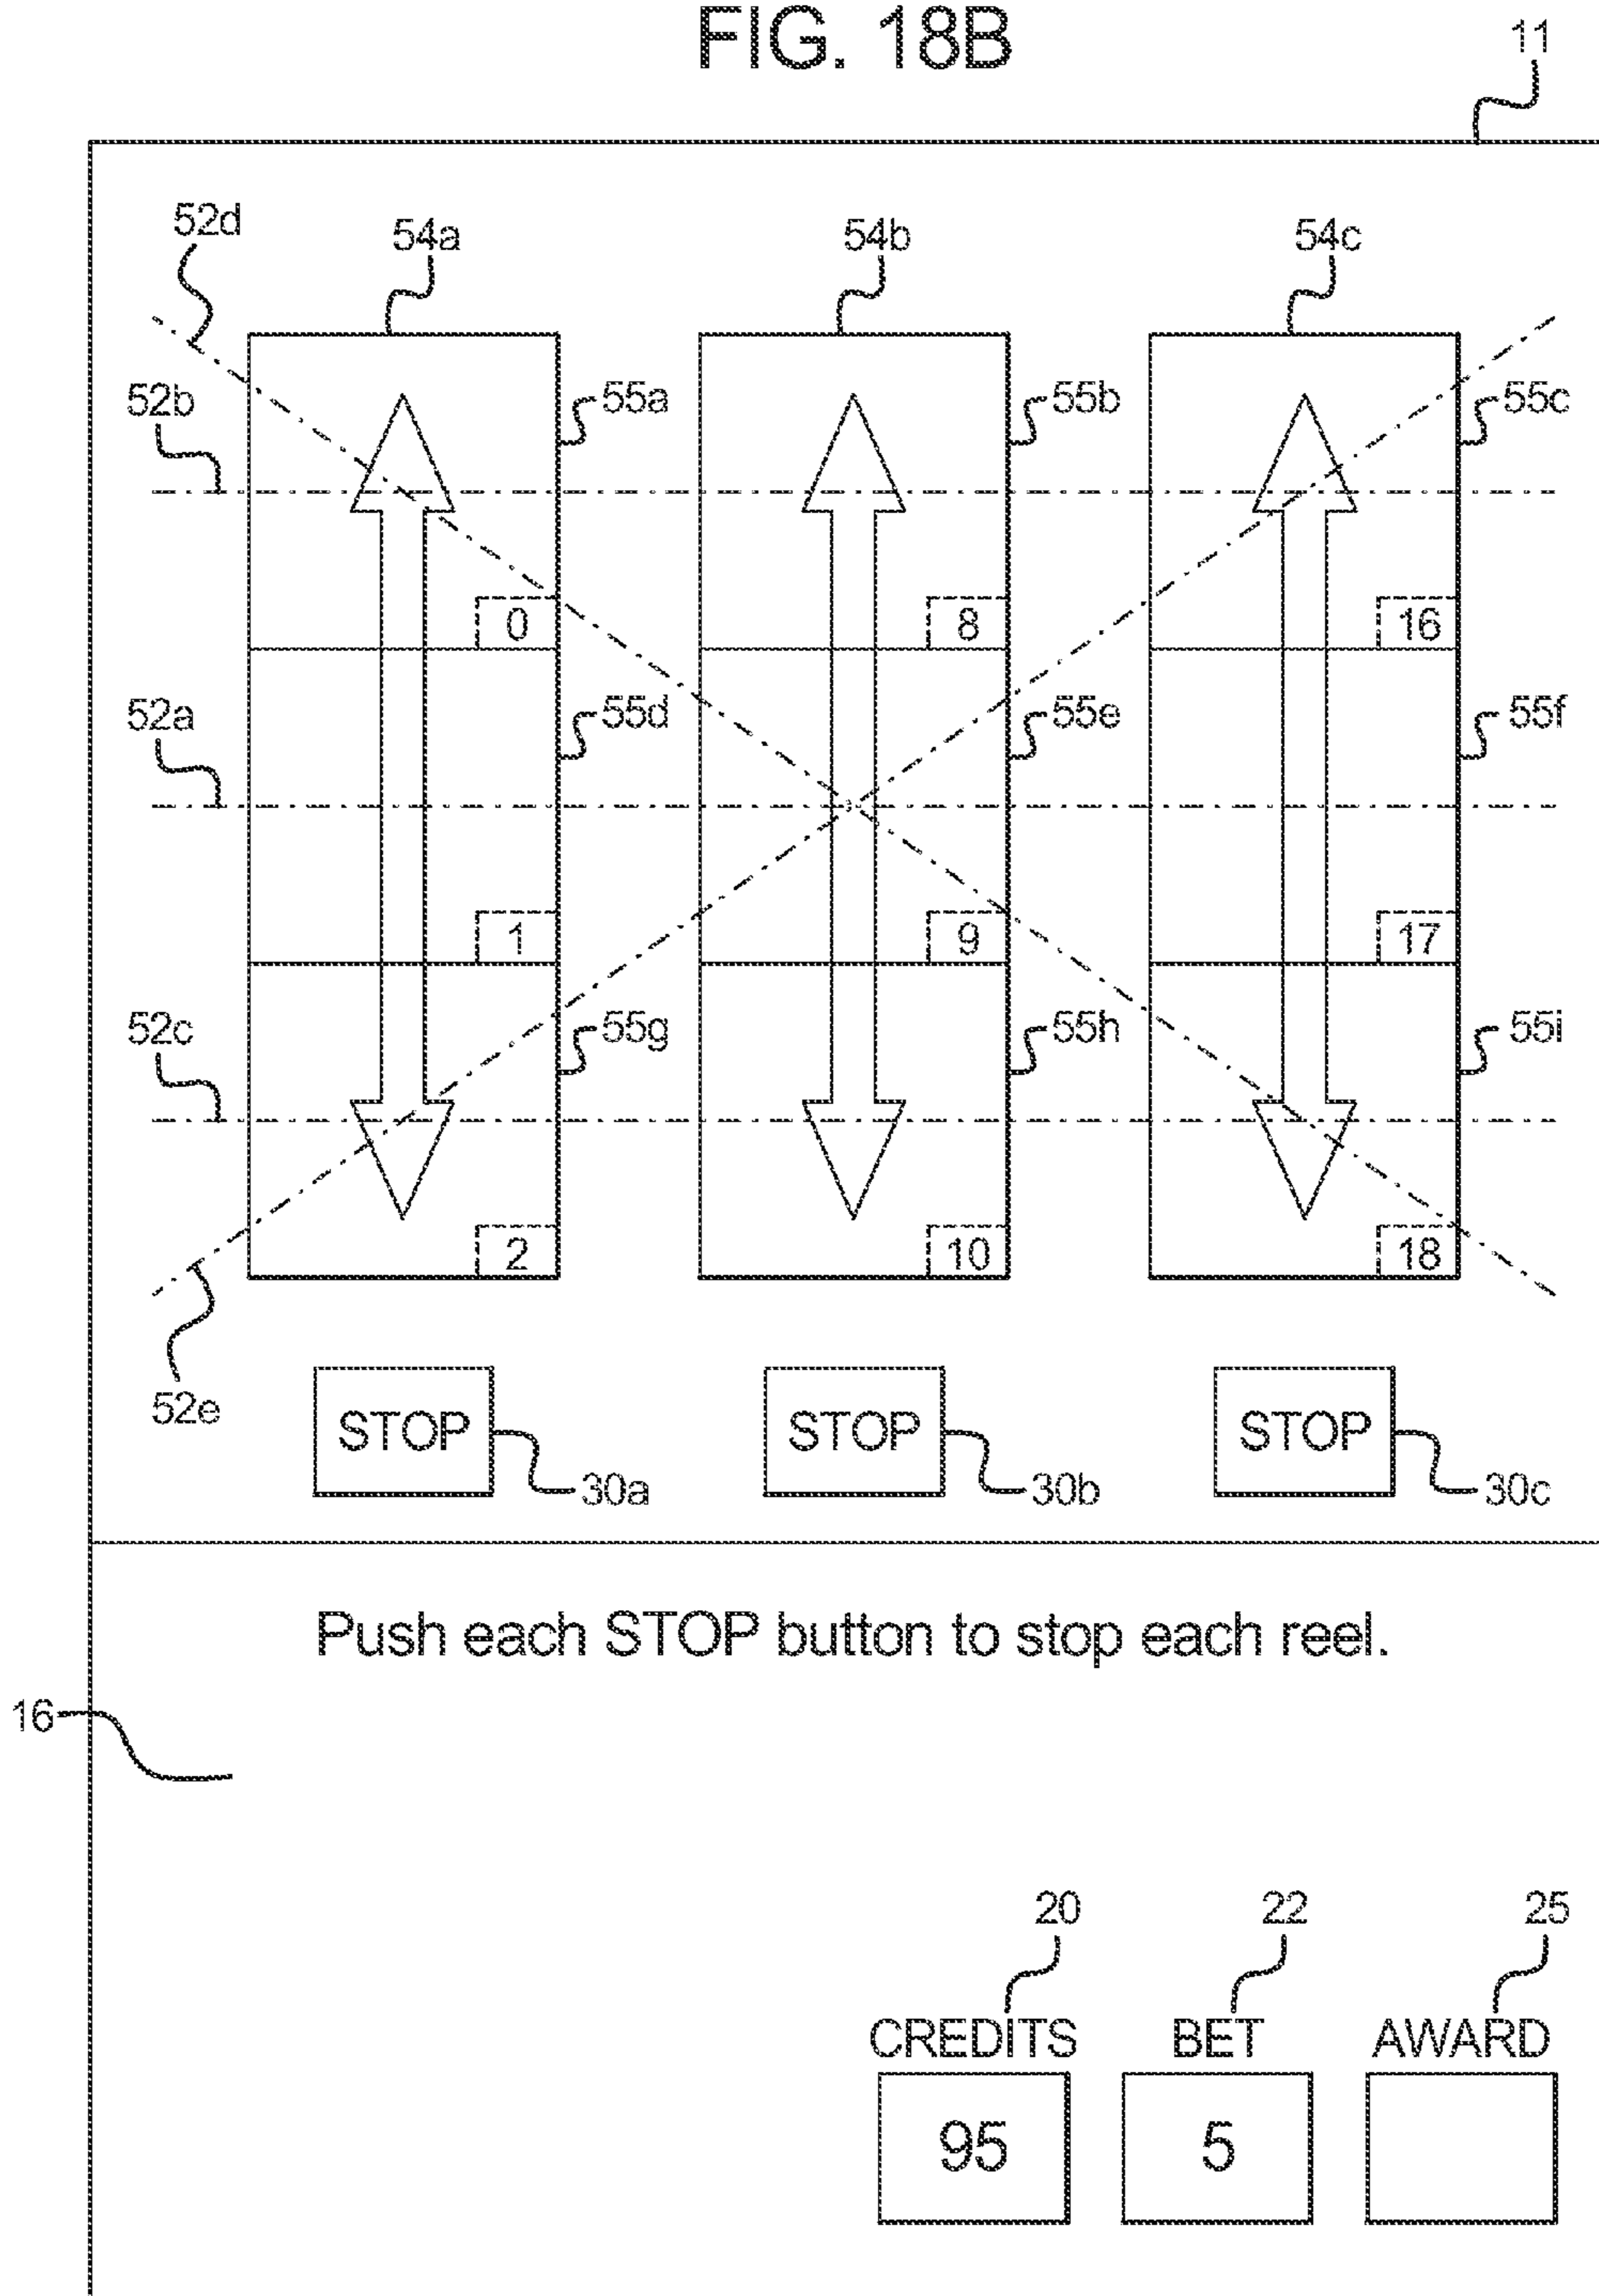 FIG. 18B
11
52d 54a 54b 54c
52b 55a 55b 55c
0 8 16
52a 55d 55e 55f
1 9 17
52c 55g 55h 55i
2 10 18
52e STOP STOP STOP
30a 30b 30c
Push each STOP button to stop each reel.
16
20 22 25
CREDITS BET AWARD
95 5